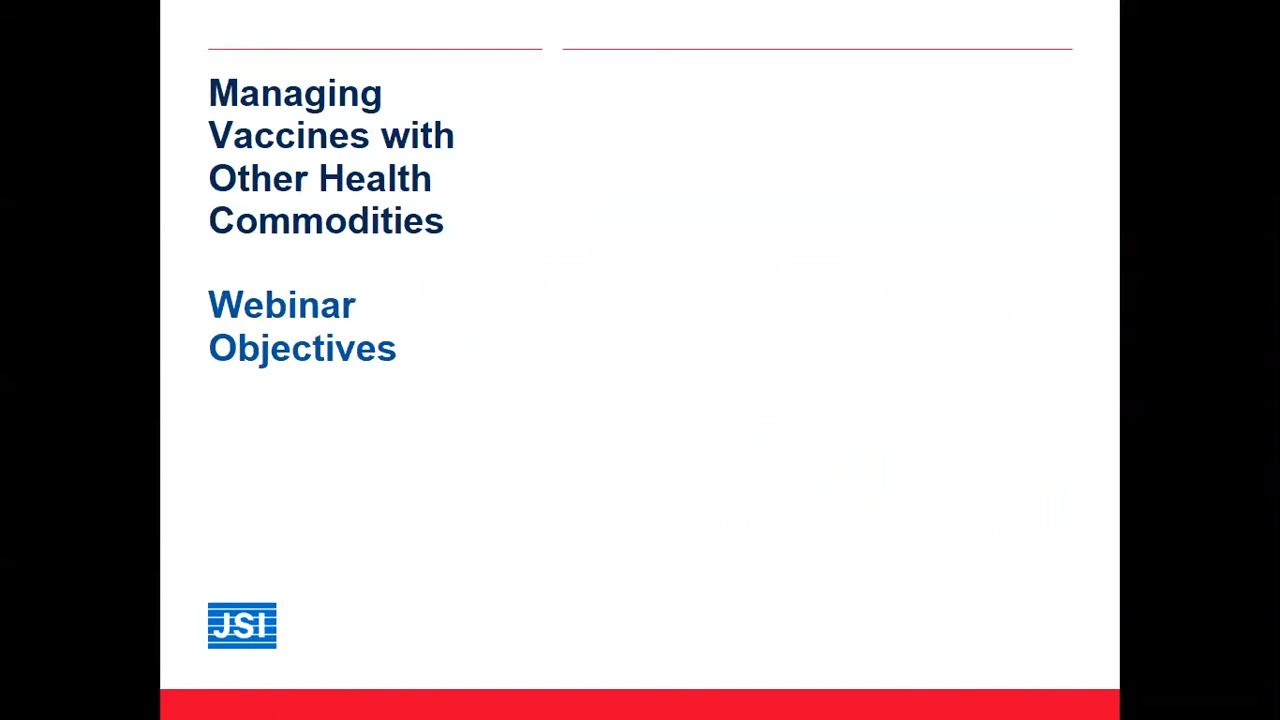 Managing
Vaccines with
Other Health
Commodities
Webinar
Objectives
JSI